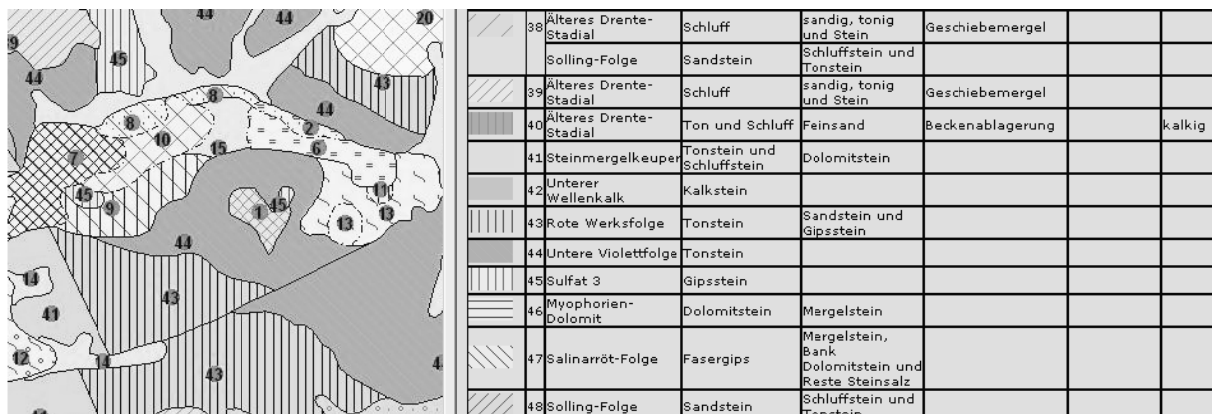 44
44
20
29
45
43
44
8
44
8
2
10
15
6
7
45
11
9
1
45
13
13
44
14
43
41
12
14
43
38 Älteres Drente-Stadial Schluff sandig, tonig und Stein Geschiebemergel
Solling-Folge Sandstein Schluffstein und Tonstein
39 Älteres Drente-Stadial Schluff sandig, tonig und Stein Geschiebemergel
40 Älteres Drente-Stadial Ton und Schluff Feinsand Beckenablagerung kalkig
41 Steinmergelkeuper Tonstein und Schluffstein Dolomitstein
42 Unterer Wellenkalk Kalkstein
43 Rote Werksfolge Tonstein Sandstein und Gipsstein
44 Untere Violettfolge Tonstein
45 Sulfat 3 Gipsstein
46 Myophorien-Dolomit Dolomitstein Mergelstein
47 Salinarröt-Folge Fasergips Mergelstein, Bank Dolomitstein und Reste Steinsalz
48 Solling-Folge Sandstein Schluffstein und